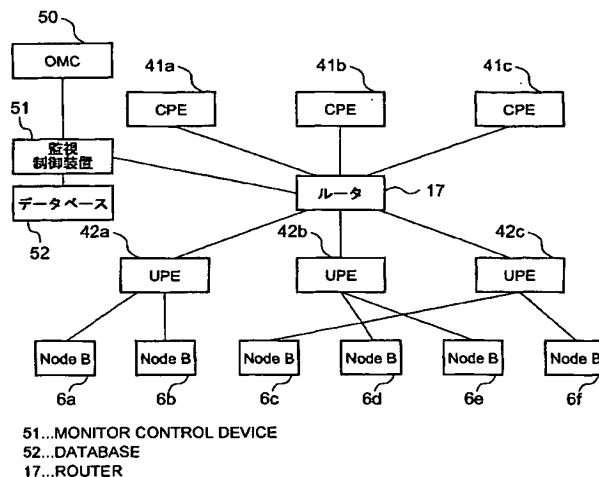 50
OMC
41a
41b
41c
CPE
CPE
CPE
51
監視
制御装置
ルータ
17
データベース
52
42a
42b
42c
UPE
UPE
UPE
Node B
Node B
Node B
Node B
Node B
Node B
6a
6b
6c
6d
6e
6f
51...MONITOR CONTROL DEVICE
52...DATABASE
17...ROUTER